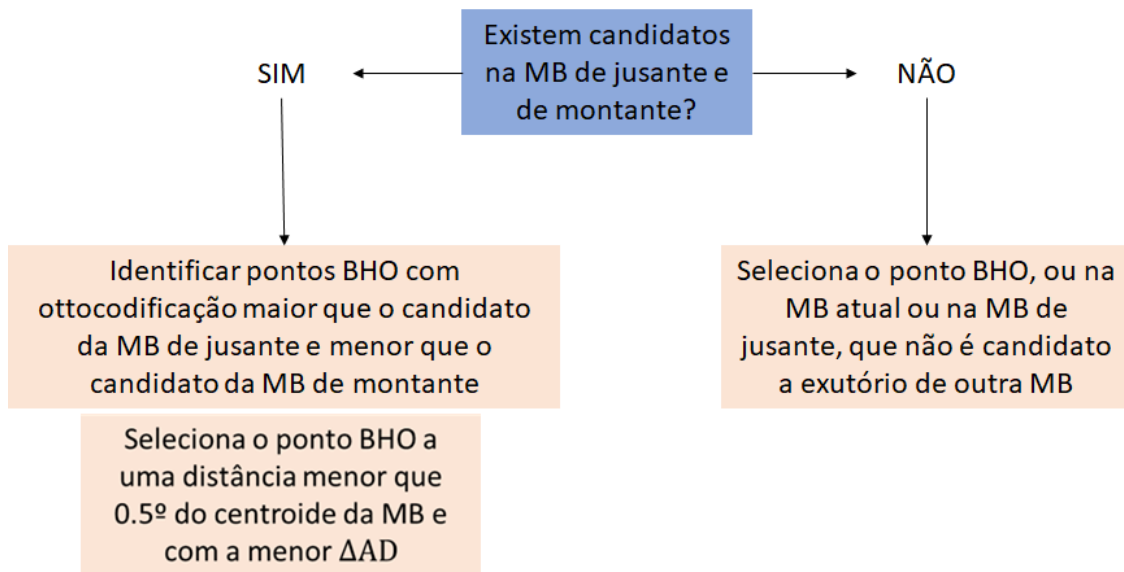 Existem candidatos
na MB de jusante e
de montante?
SIM
NÃO
Identificar pontos BHO com
ottocodificação maior que o candidato
da MB de jusante e menor que o
candidato da MB de montante
Seleciona o ponto BHO a
uma distância menor que
0.5º do centroide da MB e
com a menor ΔAD
Seleciona o ponto BHO, ou na
MB atual ou na MB de
jusante, que não é candidato
a exutório de outra MB